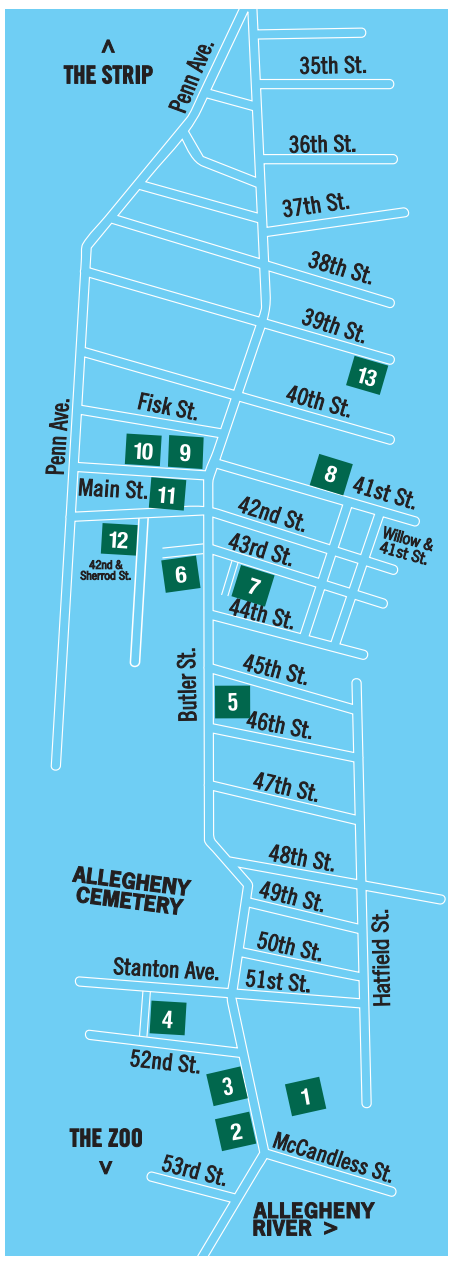 ^
THE STRIP
Penn Ave.
35th St.
36th St.
37th St.
38th St.
39th St.
13
40th St.
Penn Ave.
Fisk St.
10
9
8
41st St.
Main St.
11
42nd St.
Willow &
41st St.
12
43rd St.
42nd &
Sherrod St.
6
7
44th St.
Butler St.
45th St.
5
46th St.
47th St.
48th St.
ALLEGHENY
CEMETERY
49th St.
Hatfield St.
50th St.
Stanton Ave.
51st St.
4
52nd St.
3
1
2
THE ZOO
v
McCandless St.
53rd St.
ALLEGHENY
RIVER >